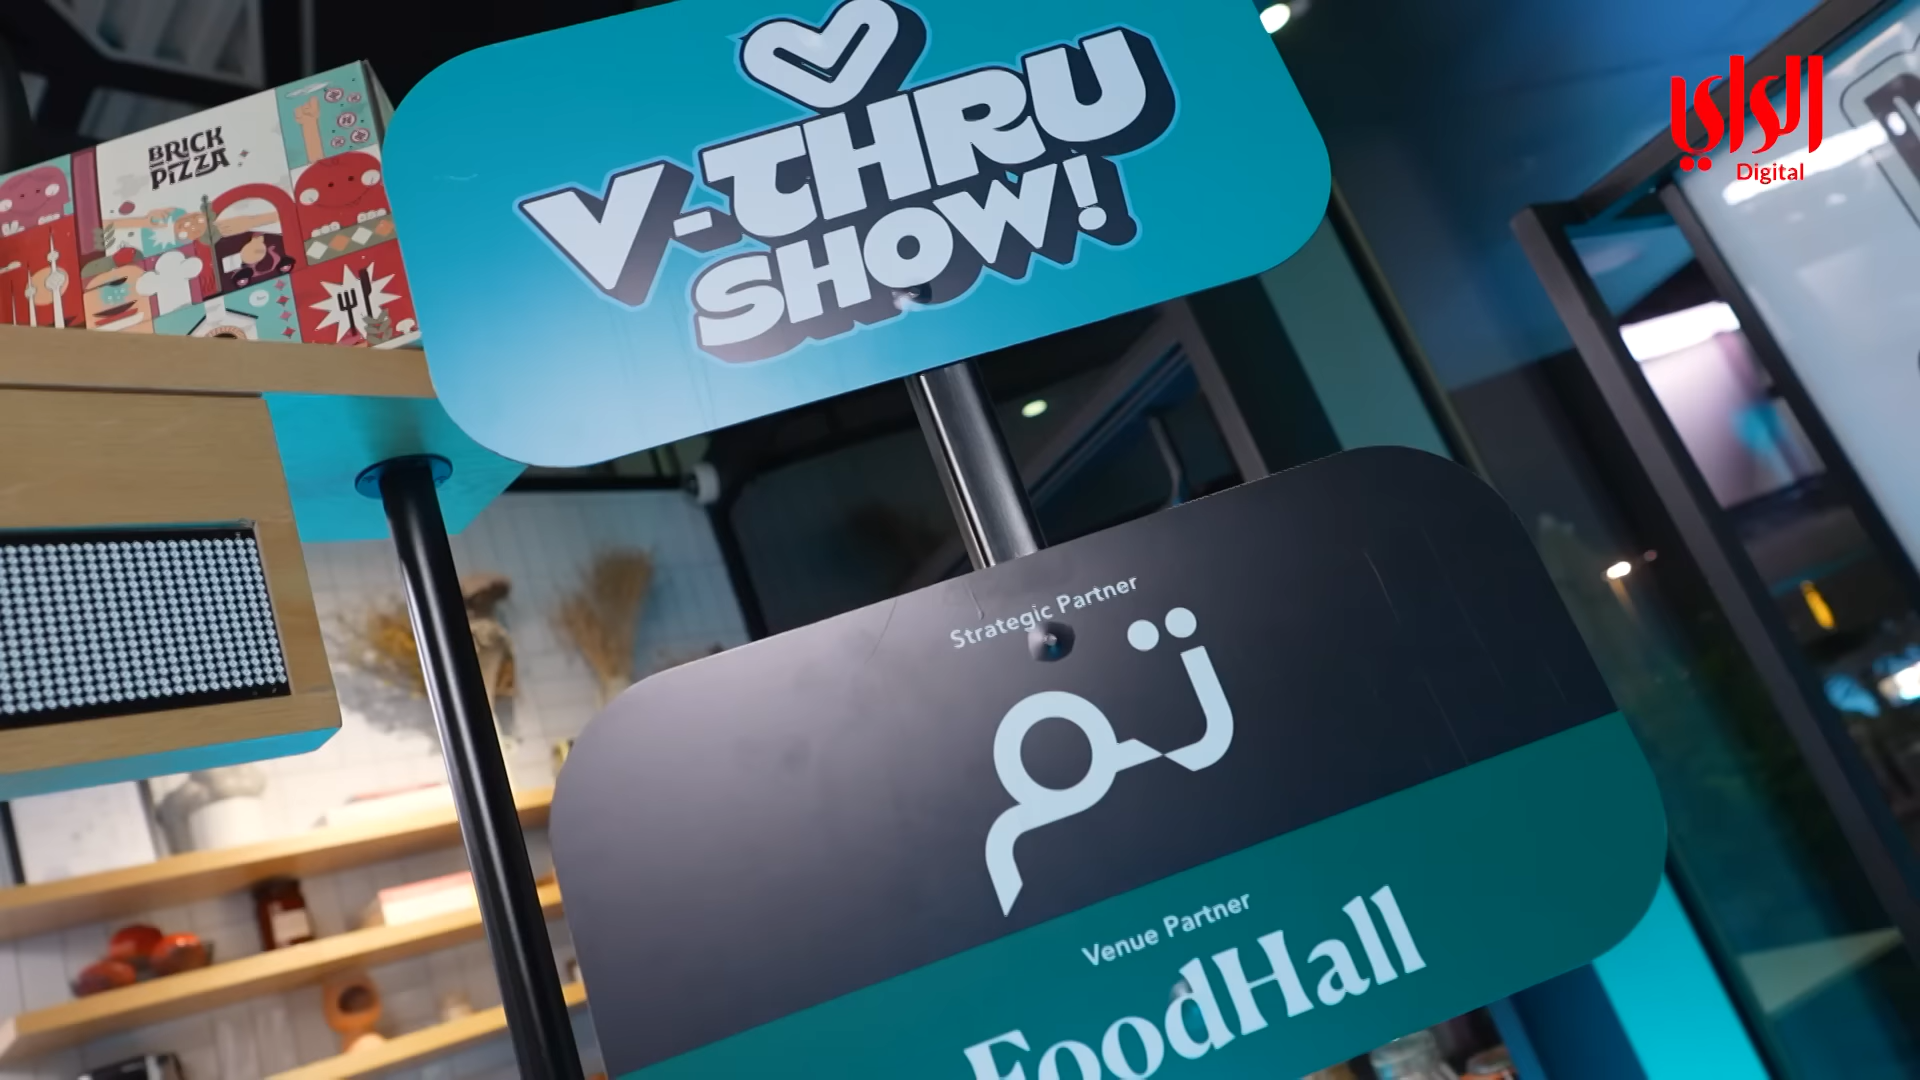 BRICK
PIZZA
V-THRU
SHOW!
الراي
Digital
Strategic Partner
تم
Venue Partner
FoodHall